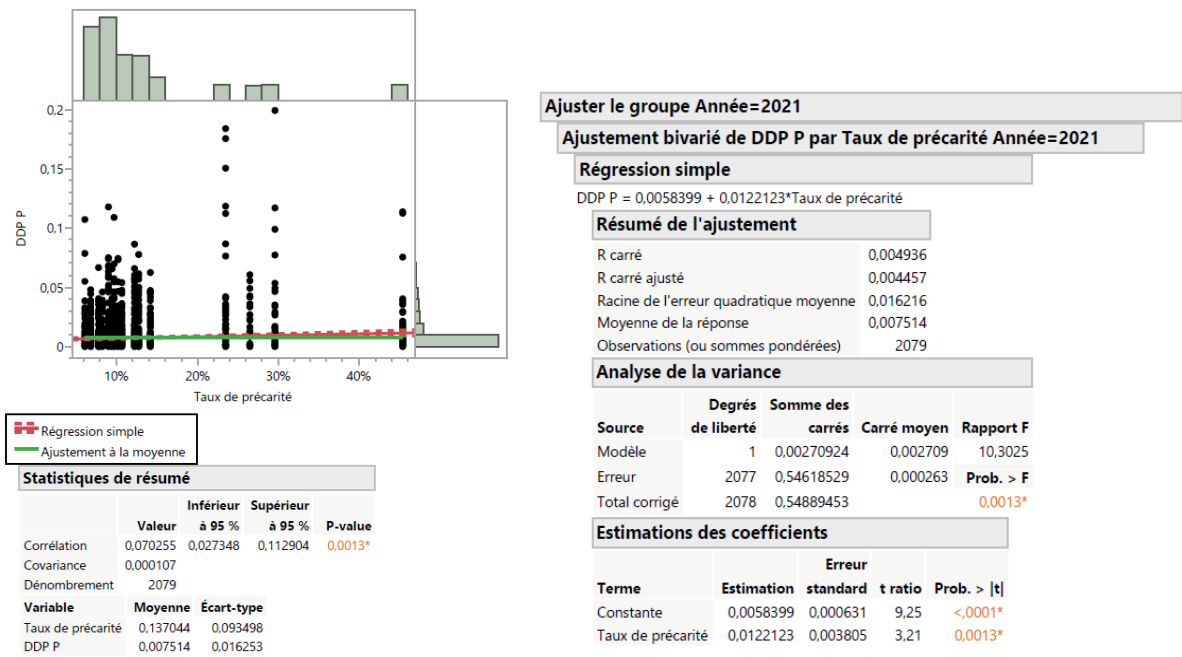 0,2
0,15
0,1
0,05
0
DDP P
10% 20% 30% 40%
Taux de précarité
Régression simple
Ajustement à la moyenne
Statistiques de résumé
Inférieur Supérieur
Valeur à 95 % à 95 % P-value
Corrélation 0,070255 0,027348 0,112904 0,0013*
Covariance 0,000107
Dénombrement 2079
Variable Moyenne Écart-type
Taux de précarité 0,137044 0,093498
DDP P 0,007514 0,016253
Ajuster le groupe Année=2021
Ajustement bivarié de DDP P par Taux de précarité Année=2021
Régression simple
DDP P = 0,0058399 + 0,0122123*Taux de précarité
Résumé de l'ajustement
R carré 0,004936
R carré ajusté 0,004457
Racine de l'erreur quadratique moyenne 0,016216
Moyenne de la réponse 0,007514
Observations (ou sommes pondérées) 2079
Analyse de la variance
Degrés Somme des
Source de liberté carrés Carré moyen Rapport F
Modèle 1 0,00270924 0,002709 10,3025
Erreur 2077 0,54618529 0,000263 Prob. > F
Total corrigé 2078 0,54889453 0,0013*
Estimations des coefficients
Erreur
Terme Estimation standard t ratio Prob. > |t|
Constante 0,0058399 0,000631 9,25 <,0001*
Taux de précarité 0,0122123 0,003805 3,21 0,0013*